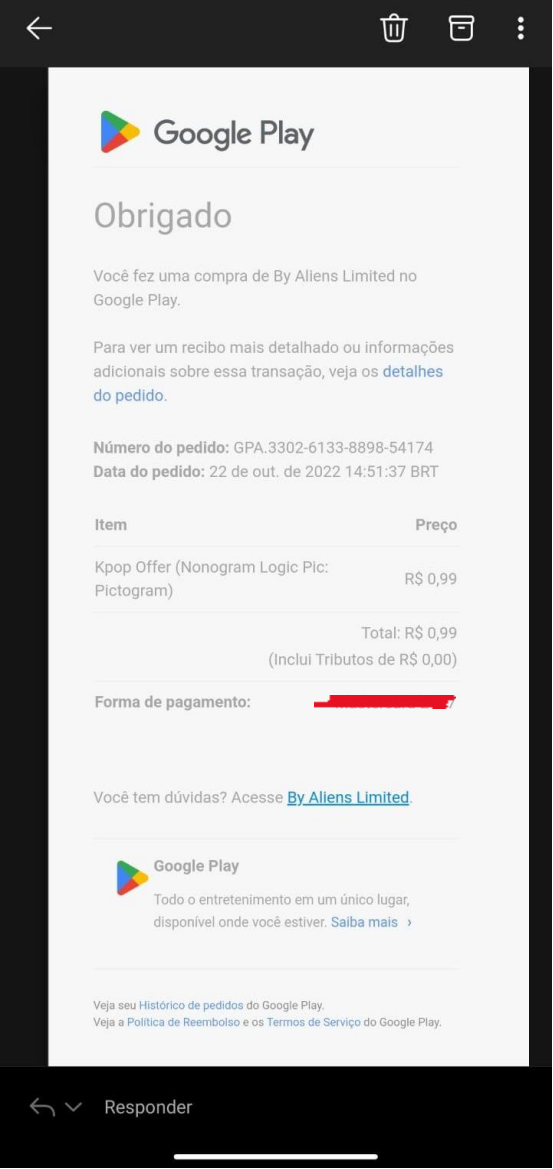 Google Play
Obrigado
Você fez uma compra de By Aliens Limited no
Google Play.
Para ver um recibo mais detalhado ou informações
adicionais sobre essa transação, veja os detalhes
do pedido.
Número do pedido: GPA.3302-6133-8898-54174
Data do pedido: 22 de out. de 2022 14:51:37 BRT
Item Preço
Kpop Offer (Nonogram Logic Pic:
Pictogram) R$ 0,99
Total: R$ 0,99
(Inclui Tributos de R$ 0,00)
Forma de pagamento:
Você tem dúvidas? Acesse By Aliens Limited.
Google Play
Todo o entretenimento em um único lugar,
disponível onde você estiver. Saiba mais ›
Veja seu Histórico de pedidos do Google Play.
Veja a Política de Reembolso e os Termos de Serviço do Google Play.
Responder